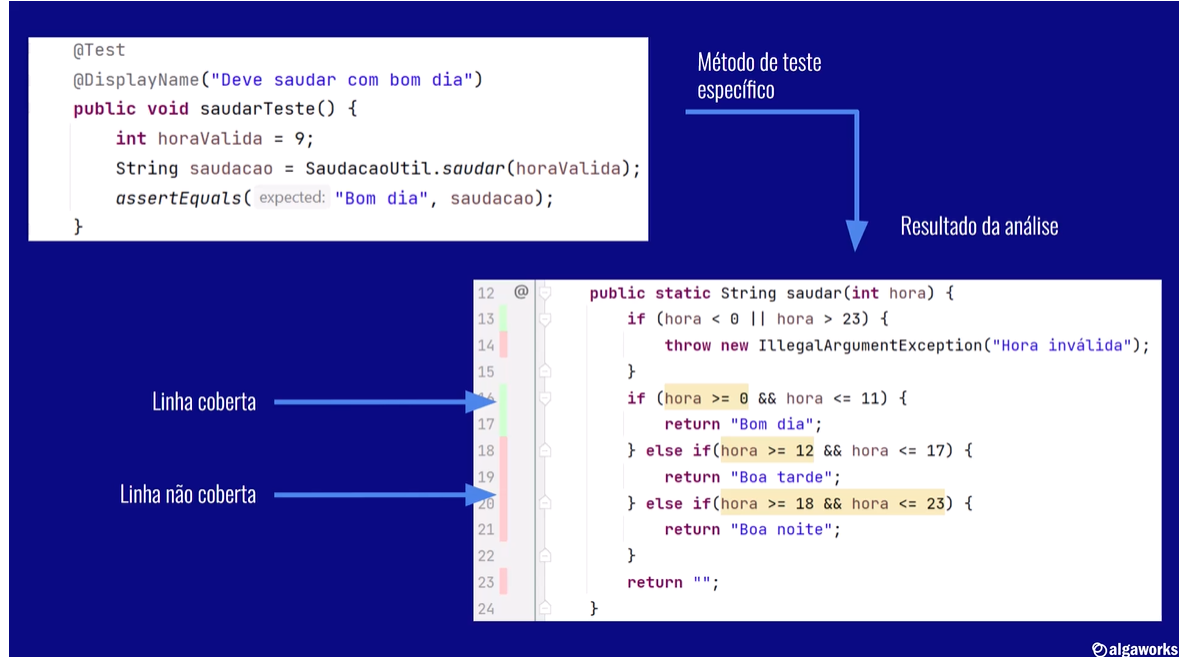 @Test
@DisplayName("Deve saudar com bom dia")
public void saudarTeste() {
int horaValida = 9;
String saudacao = SaudacaoUtil.saudar(horaValida);
assertEquals( expected: "Bom dia", saudacao);
}
Método de teste
específico
Resultado da análise
12 @ public static String saudar(int hora) {
13 if (hora < 0 || hora > 23) {
14 throw new IllegalArgumentException("Hora inválida");
15 }
Linha coberta
16 if (hora >= 0 && hora <= 11) {
17 return "Bom dia";
18 } else if(hora >= 12 && hora <= 17) {
19 return "Boa tarde";
Linha não coberta
20 } else if(hora >= 18 && hora <= 23) {
21 return "Boa noite";
22 }
23 return "";
24 }
algaworks